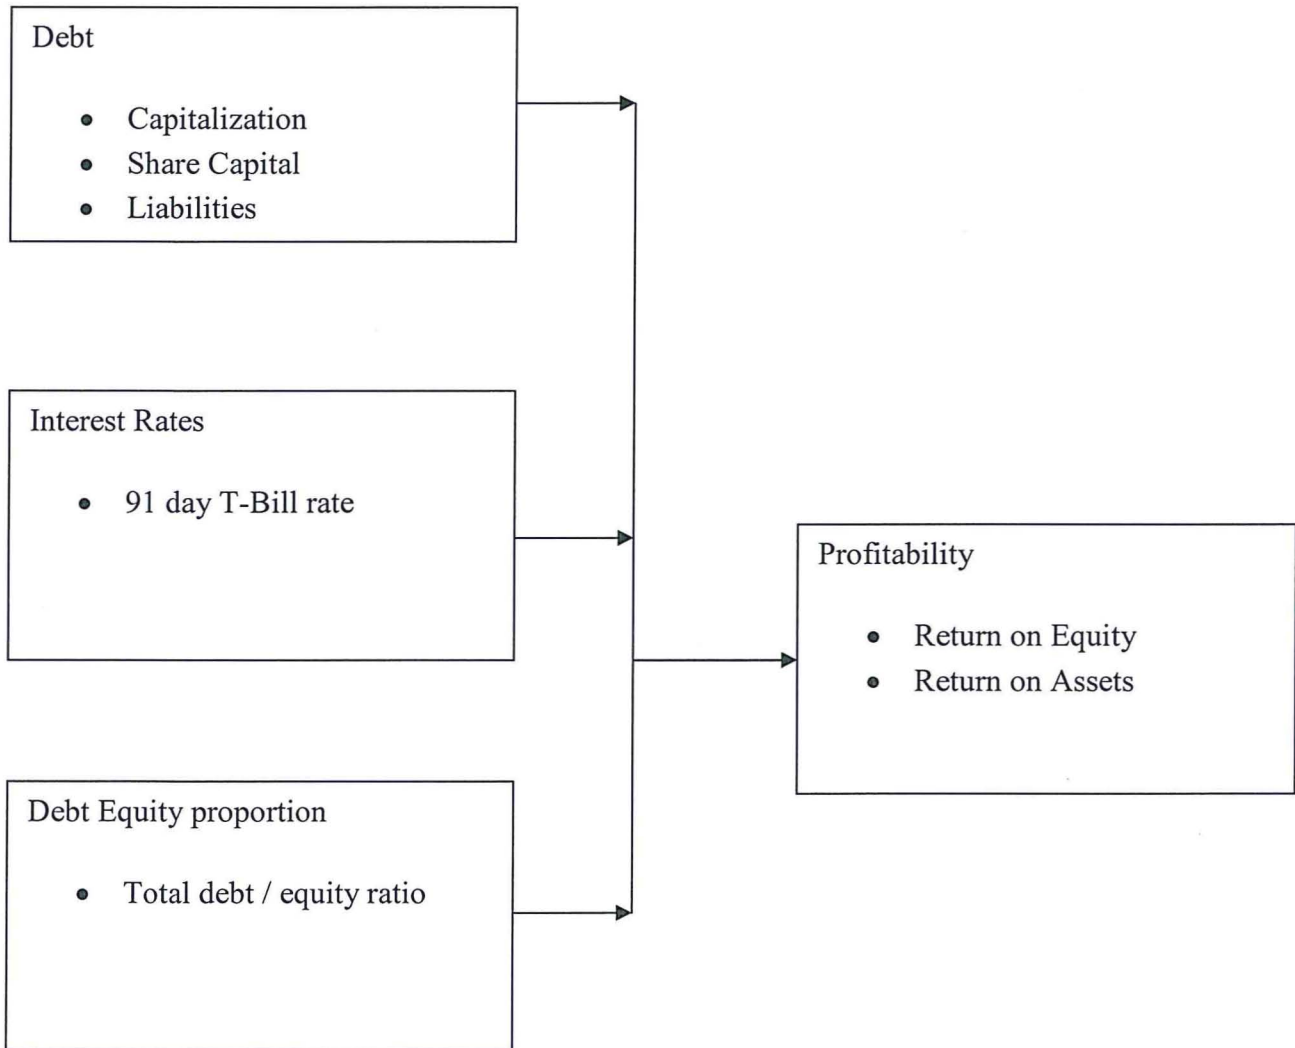 Debt
• Capitalization
• Share Capital
• Liabilities
Interest Rates
• 91 day T-Bill rate
Debt Equity proportion
• Total debt / equity ratio
Profitability
• Return on Equity
• Return on Assets